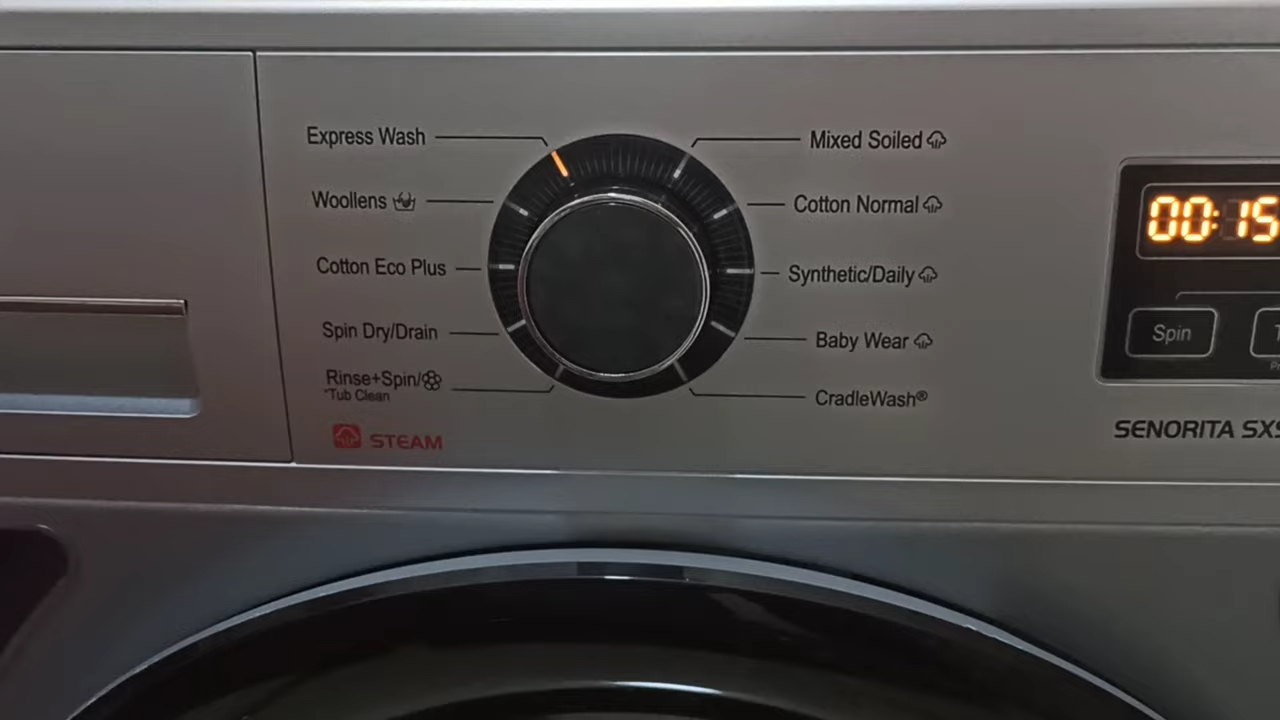 Express Wash
Woollens
Cotton Eco Plus
Spin Dry/Drain
Rinse+Spin/
*Tub Clean
STEAM
Mixed Soiled
Cotton Normal
Synthetic/Daily
Baby Wear
CradleWash®
00:15
Spin
SENORITA